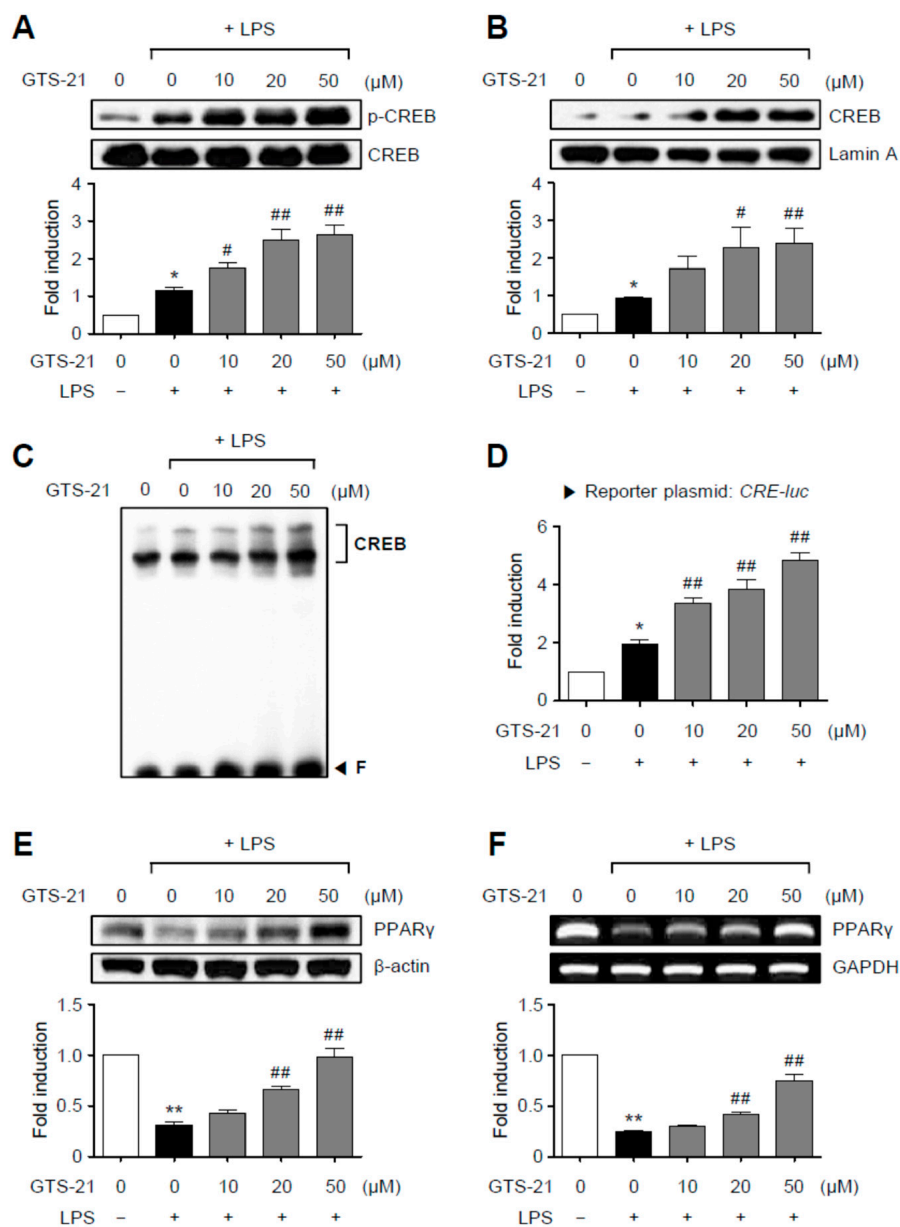 A
+ LPS
GTS-21 0 0 10 20 50 (μM)
p-CREB
CREB
4
3
2
1
0
Fold induction
* # ## ##
GTS-21 0 0 10 20 50 (μM)
LPS – + + + +
B
+ LPS
GTS-21 0 0 10 20 50 (μM)
CREB
Lamin A
4
3
2
1
0
Fold induction
* # ##
GTS-21 0 0 10 20 50 (μM)
LPS – + + + +
C
+ LPS
GTS-21 0 0 10 20 50 (μM)
CREB
◄ F
D
► Reporter plasmid: CRE-luc
6
4
2
0
Fold induction
* ## ## ##
GTS-21 0 0 10 20 50 (μM)
LPS – + + + +
E
+ LPS
GTS-21 0 0 10 20 50 (μM)
PPARγ
β-actin
1.5
1.0
0.5
0
Fold induction
** ## ##
GTS-21 0 0 10 20 50 (μM)
LPS – + + + +
F
+ LPS
GTS-21 0 0 10 20 50 (μM)
PPARγ
GAPDH
1.5
1.0
0.5
0
Fold induction
** ## ##
GTS-21 0 0 10 20 50 (μM)
LPS – + + + +